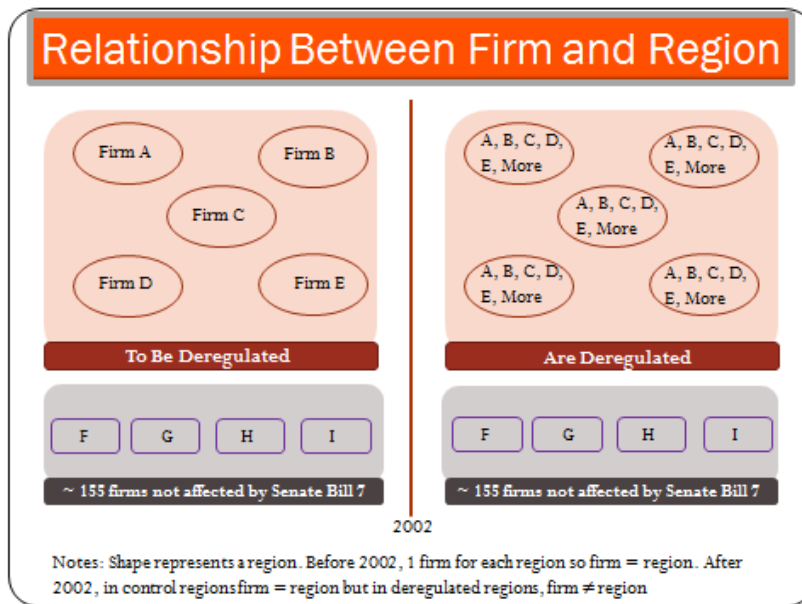 Relationship Between Firm and Region
Firm A
Firm B
Firm C
Firm D
Firm E
To Be Deregulated
F
G
H
I
~ 155 firms not affected by Senate Bill 7
A, B, C, D,
E, More
A, B, C, D,
E, More
A, B, C, D,
E, More
A, B, C, D,
E, More
A, B, C, D,
E, More
Are Deregulated
F
G
H
I
~ 155 firms not affected by Senate Bill 7
2002
Notes: Shape represents a region. Before 2002, 1 firm for each region so firm = region. After
2002, in control regions firm = region but in deregulated regions, firm ≠ region